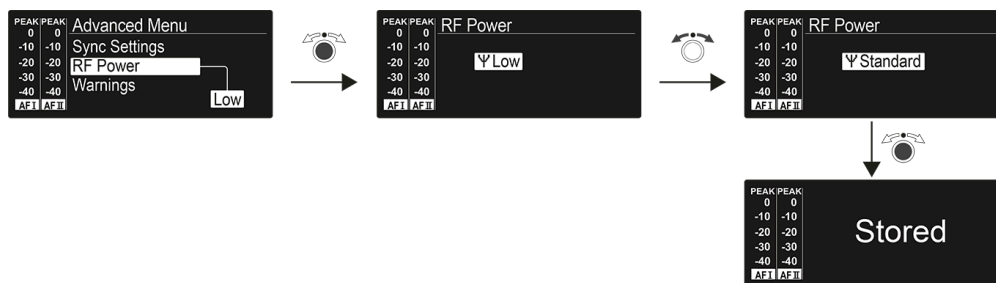 PEAK PEAK Advanced Menu
0 0
-10 -10 Sync Settings
-20 -20 RF Power
-30 -30 Warnings
-40 -40 Low
AF I AF II
PEAK PEAK RF Power
0 0
-10 -10
-20 -20 Low
-30 -30
-40 -40
AF I AF II
PEAK PEAK RF Power
0 0
-10 -10
-20 -20 Standard
-30 -30
-40 -40
AF I AF II
PEAK PEAK
0 0
-10 -10
-20 -20 Stored
-30 -30
-40 -40
AF I AF II